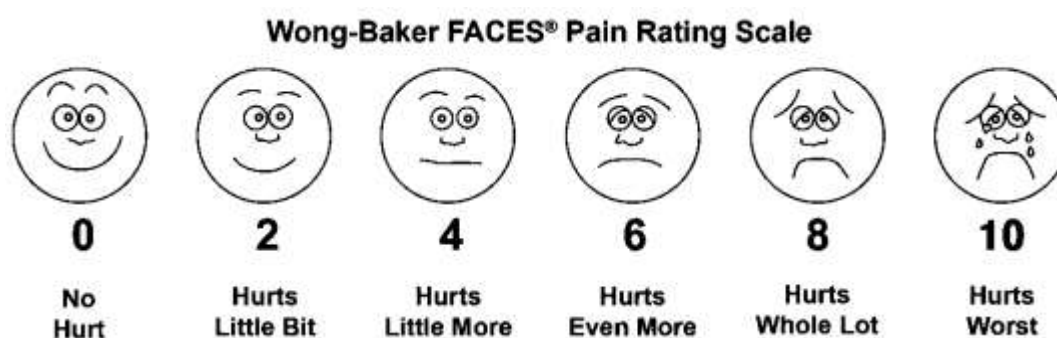 Wong-Baker FACES® Pain Rating Scale
0 2 4 6 8 10
No Hurts Hurts Hurts Hurts Hurts
Hurt Little Bit Little More Even More Whole Lot Worst